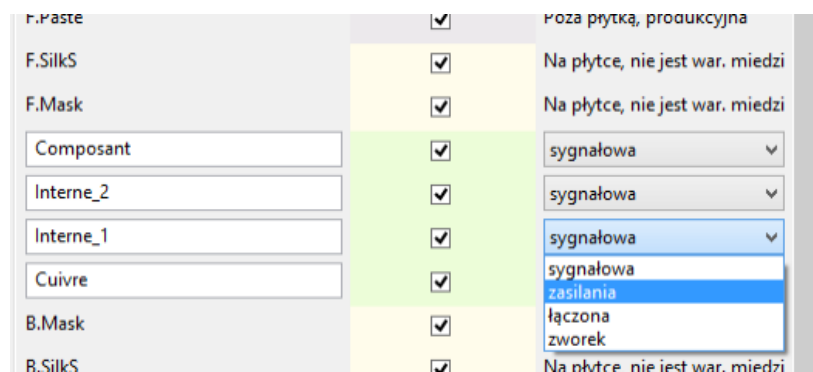 F.Paste Poza płytką, produkcyjna
F.SilkS Na płytce, nie jest war. miedzi
F.Mask Na płytce, nie jest war. miedzi
Composant sygnałowa
Interne_2 sygnałowa
Interne_1 sygnałowa
sygnałowa
Cuivre zasilania
łączona
B.Mask zworek
B.SilkS Na płytce, nie jest war. miedzi